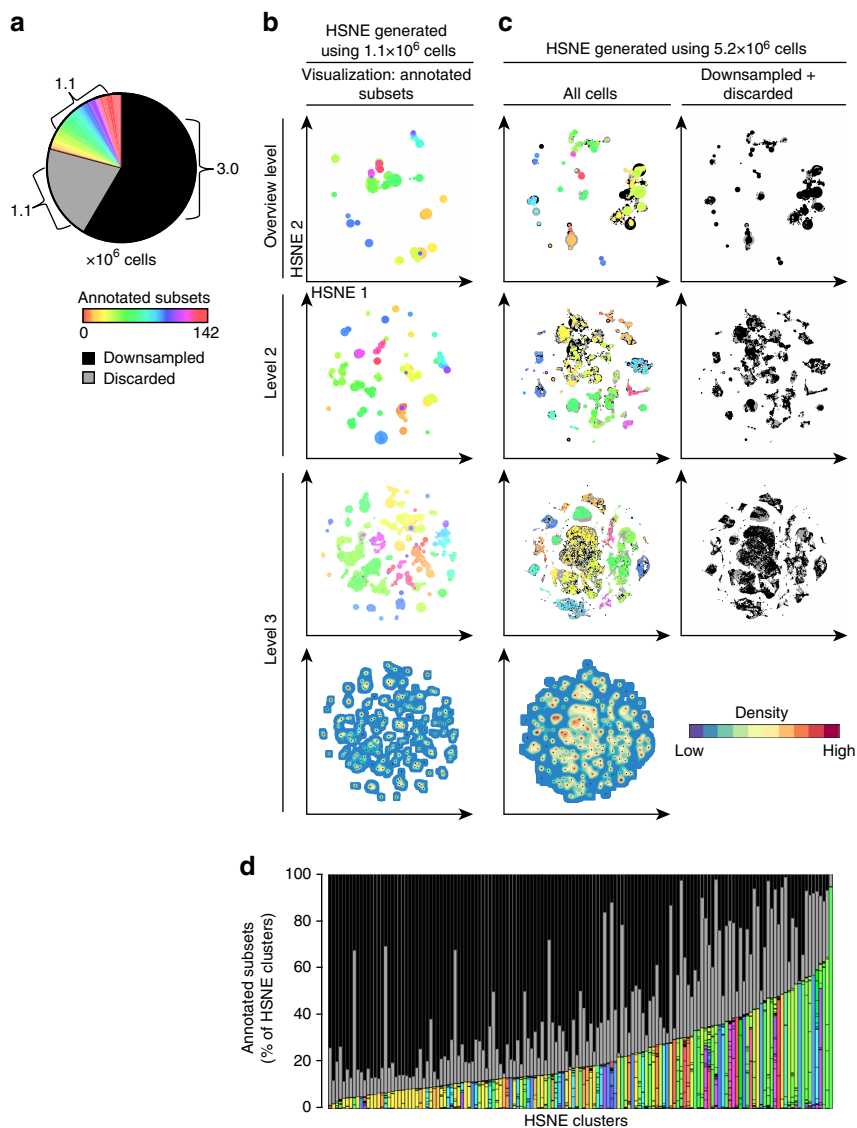 a
1.1
3.0
1.1
×10⁶ cells
Annotated subsets
0 142
Downsampled
Discarded
b
HSNE generated
using 1.1×10⁶ cells
Visualization: annotated
subsets
c
HSNE generated using 5.2×10⁶ cells
All cells
Downsampled +
discarded
Overview level
HSNE 2
HSNE 1
Level 2
Level 3
Density
Low High
d
Annotated subsets
(% of HSNE clusters)
100
80
60
40
20
0
HSNE clusters